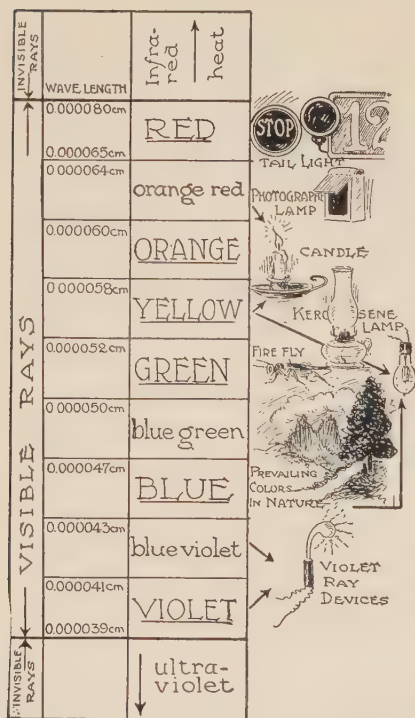 INVISIBLE
RAYS
WAVE LENGTH
Infra-
red
heat
VISIBLE RAYS
0.000080cm
RED
0.000065cm
STOP
12
TAIL LIGHT
0.000064cm
orange red
PHOTOGRAPH
LAMP
0.000060cm
ORANGE
CANDLE
0.000058cm
YELLOW
KEROSENE
LAMP
0.000052cm
GREEN
FIRE FLY
0.000050cm
blue green
0.000047cm
BLUE
PREVAILING
COLORS
IN NATURE
0.000043cm
blue violet
VIOLET
RAY
DEVICES
0.000041cm
VIOLET
0.000039cm
INVISIBLE
RAYS
ultra-
violet